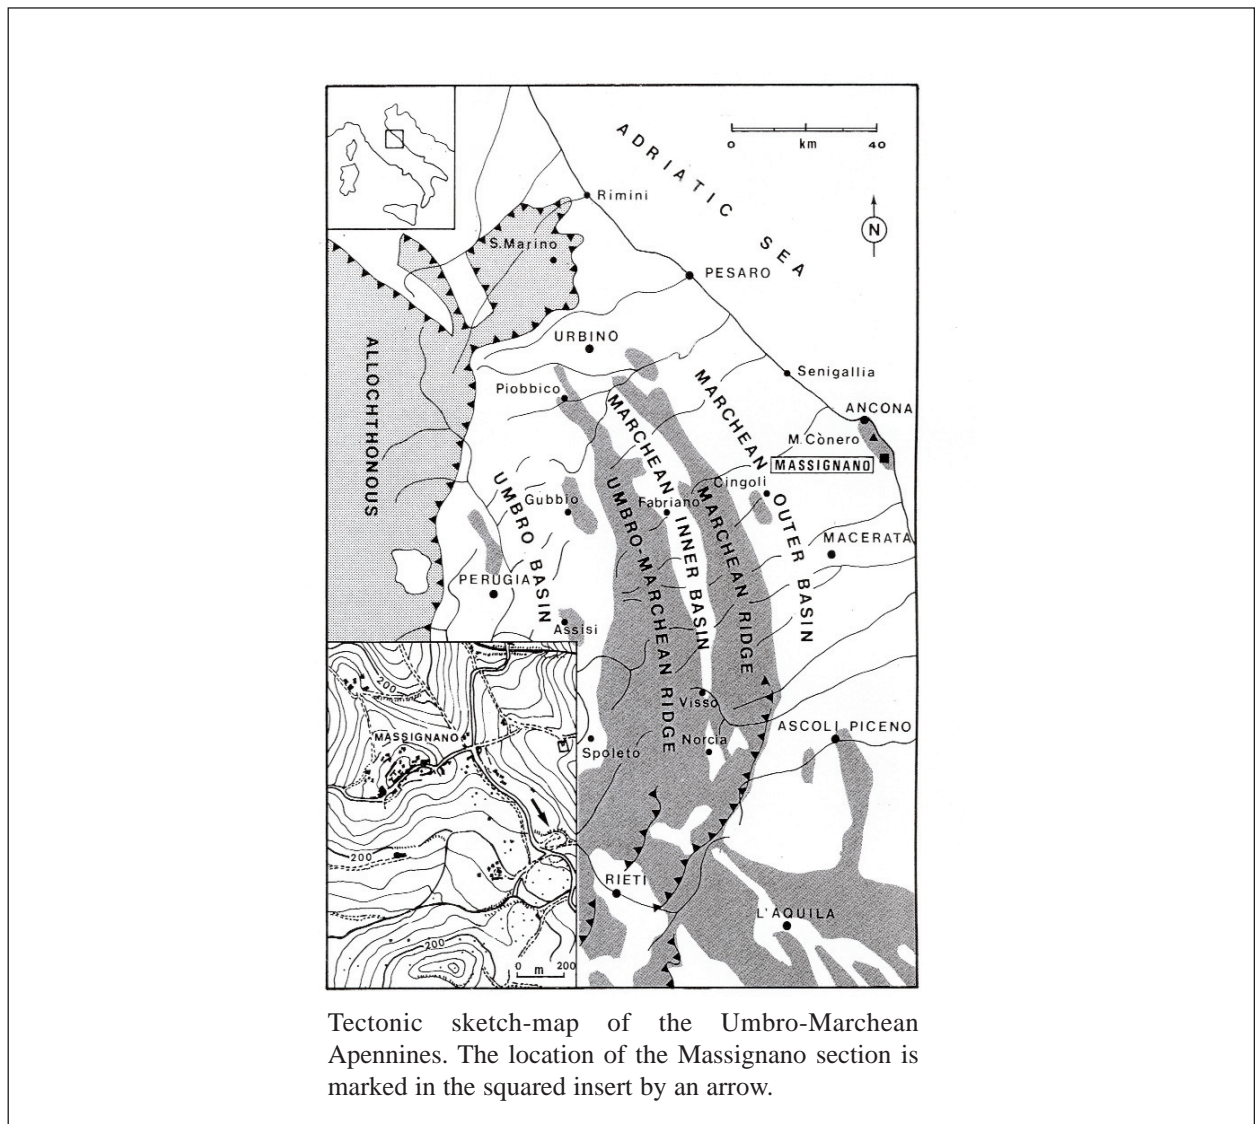 ADRIATIC SEA
0 km 40
N
Rimini
S. Marino
PESARO
URBINO
Senigallia
Piobbico
ANCONA
M. Cònero
MASSIGNANO
ALLOCHTHONOUS
MARCHEAN OUTER BASIN
MARCHEAN INNER BASIN
MARCHEAN RIDGE
UMBRO-MARCHEAN RIDGE
UMBRO BASIN
Cingoli
Gubbio
Fabriano
MACERATA
PERUGIA
Assisi
Visso
Norcia
Spoleto
ASCOLI PICENO
RIETI
L'AQUILA
200
MASSIGNANO
200
200
0 m 200
Tectonic sketch-map of the Umbro-Marchean
Apennines. The location of the Massignano section is
marked in the squared insert by an arrow.